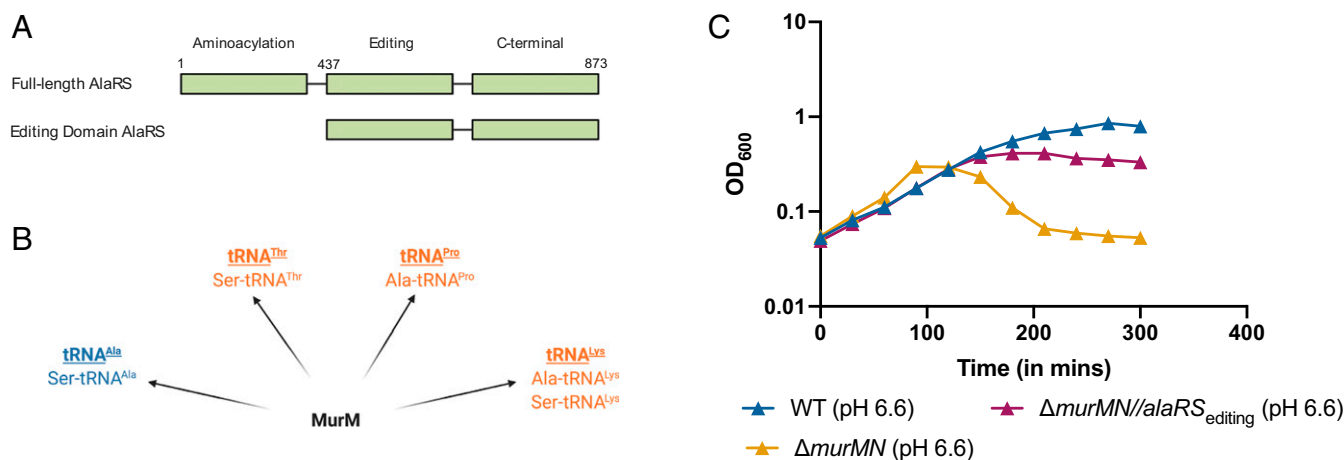 A
Aminoacylation Editing C-terminal
1 437 873
Full-length AlaRS
Editing Domain AlaRS
B
tRNAThr
Ser-tRNAThr
tRNAPro
Ala-tRNAPro
tRNAAla
Ser-tRNAAla
tRNALys
Ala-tRNALys
Ser-tRNALys
MurM
C
OD600
1
0.1
0.01
0 100 200 300 400
Time (in mins)
WT (pH 6.6)
ΔmurMN//alaRSediting (pH 6.6)
ΔmurMN (pH 6.6)